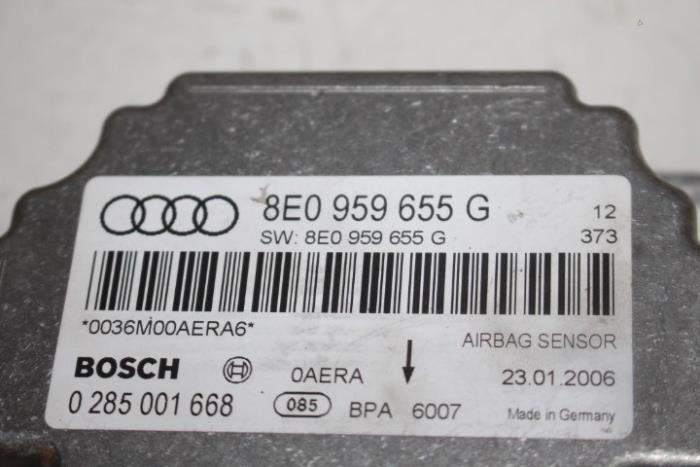 8E0 959 655 G 12
SW: 8E0 959 655 G 373
*0036M00AERA6*
AIRBAG SENSOR
BOSCH 0AERA 23.01.2006
0 285 001 668 085 BPA 6007 Made in Germany